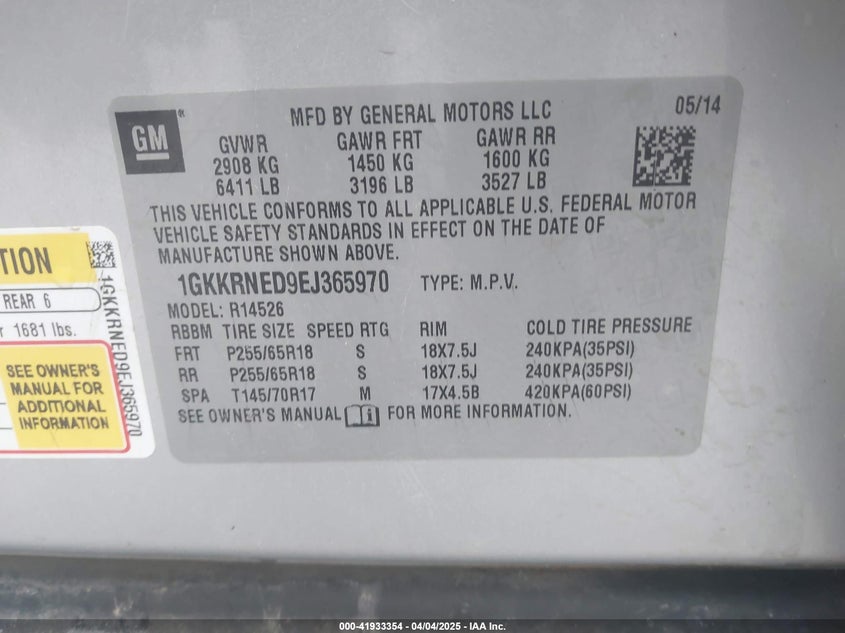 MFD BY GENERAL MOTORS LLC 05/14
GM®
GVWR GAWR FRT GAWR RR
2908 KG 1450 KG 1600 KG
6411 LB 3196 LB 3527 LB
THIS VEHICLE CONFORMS TO ALL APPLICABLE U.S. FEDERAL MOTOR
VEHICLE SAFETY STANDARDS IN EFFECT ON THE DATE OF
MANUFACTURE SHOWN ABOVE.
1GKKRNED9EJ365970 TYPE: M.P.V.
MODEL: R14526
RBBM TIRE SIZE SPEED RTG RIM COLD TIRE PRESSURE
FRT P255/65R18 S 18X7.5J 240KPA(35PSI)
RR P255/65R18 S 18X7.5J 240KPA(35PSI)
SPA T145/70R17 M 17X4.5B 420KPA(60PSI)
SEE OWNER'S MANUAL FOR MORE INFORMATION.
REAR 6
1681 lbs.
SEE OWNER'S
MANUAL FOR
ADDITIONAL
INFORMATION
1GKKRNED9EJ365970
000-41933354 - 04/04/2025 - IAA Inc.